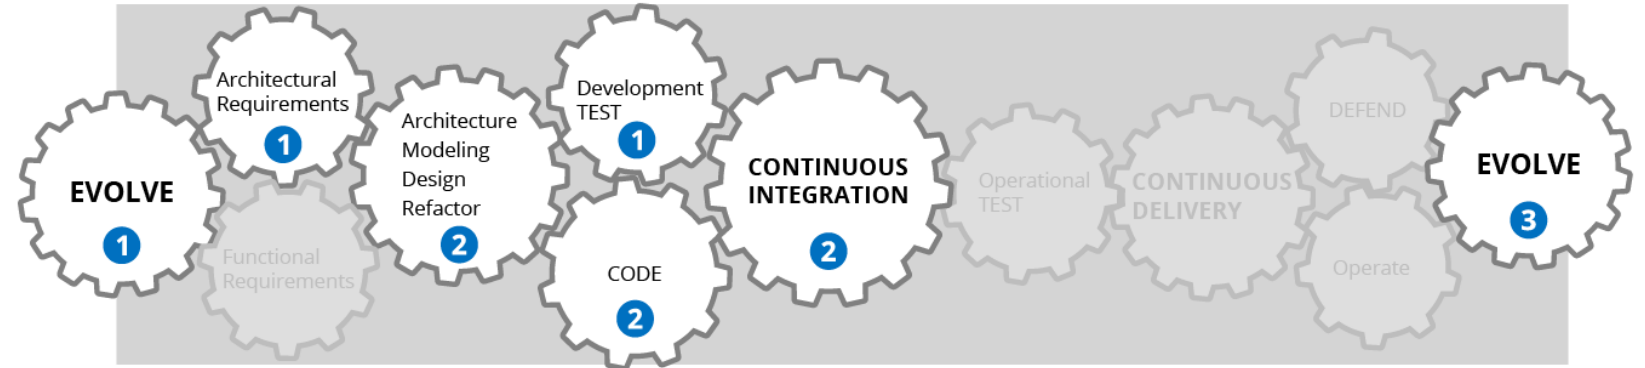 EVOLVE
1
Architectural
Requirements
1
Functional
Requirements
Architecture
Modeling
Design
Refactor
2
Development
TEST
1
CODE
2
CONTINUOUS
INTEGRATION
2
Operational
TEST
CONTINUOUS
DELIVERY
DEFEND
Operate
EVOLVE
3